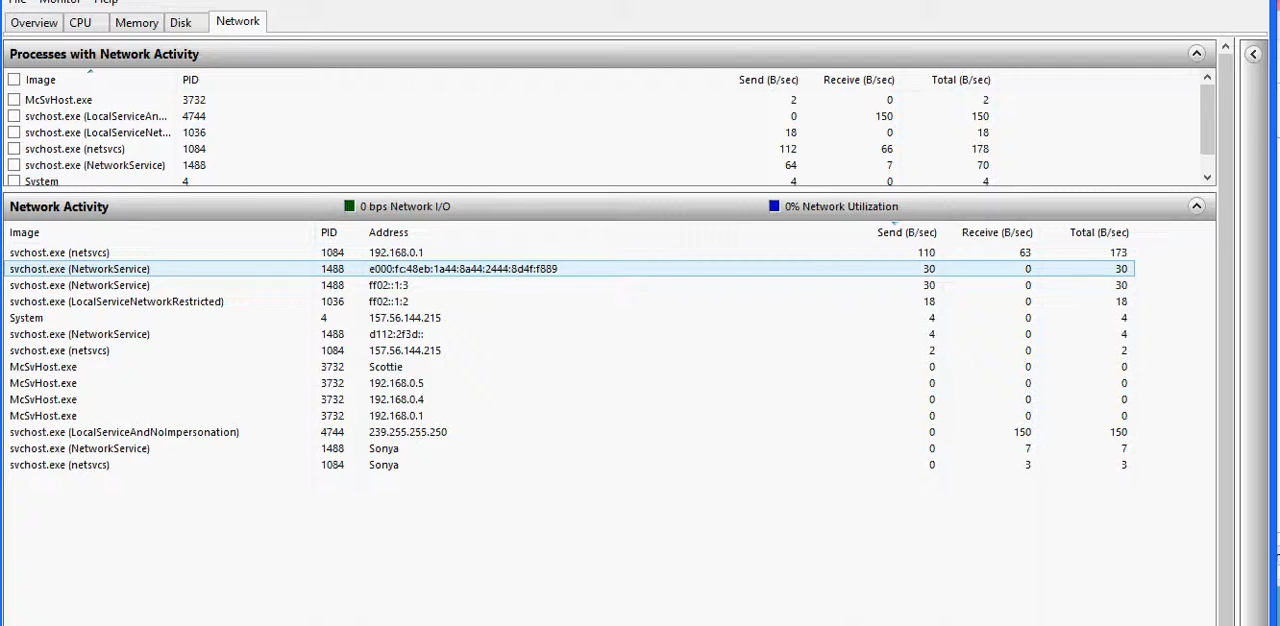 File Monitor Help
Overview CPU Memory Disk Network
Processes with Network Activity
Image PID Send (B/sec) Receive (B/sec) Total (B/sec)
McSvHost.exe 3732 2 0 2
svchost.exe (LocalServiceAn... 4744 0 150 150
svchost.exe (LocalServiceNet... 1036 18 0 18
svchost.exe (netsvcs) 1084 112 66 178
svchost.exe (NetworkService) 1488 64 7 70
System 4 4 0 4
Network Activity 0 bps Network I/O 0% Network Utilization
Image PID Address Send (B/sec) Receive (B/sec) Total (B/sec)
svchost.exe (netsvcs) 1084 192.168.0.1 110 63 173
svchost.exe (NetworkService) 1488 e000:fc:48eb:1a44:8a44:2444:8d4f:f889 30 0 30
svchost.exe (NetworkService) 1488 ff02::1:3 30 0 30
svchost.exe (LocalServiceNetworkRestricted) 1036 ff02::1:2 18 0 18
System 4 157.56.144.215 4 0 4
svchost.exe (NetworkService) 1488 d112:2f3d:: 4 0 4
svchost.exe (netsvcs) 1084 157.56.144.215 2 0 2
McSvHost.exe 3732 Scottie 0 0 0
McSvHost.exe 3732 192.168.0.5 0 0 0
McSvHost.exe 3732 192.168.0.4 0 0 0
McSvHost.exe 3732 192.168.0.1 0 0 0
svchost.exe (LocalServiceAndNoImpersonation) 4744 239.255.255.250 0 150 150
svchost.exe (NetworkService) 1488 Sonya 0 7 7
svchost.exe (netsvcs) 1084 Sonya 0 3 3